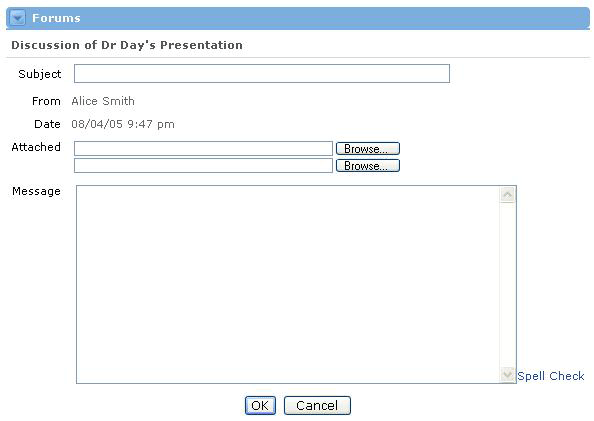 Forums
Discussion of Dr Day's Presentation
Subject
From Alice Smith
Date 08/04/05 9:47 pm
Attached Browse...
Browse...
Message
Spell Check
OK Cancel